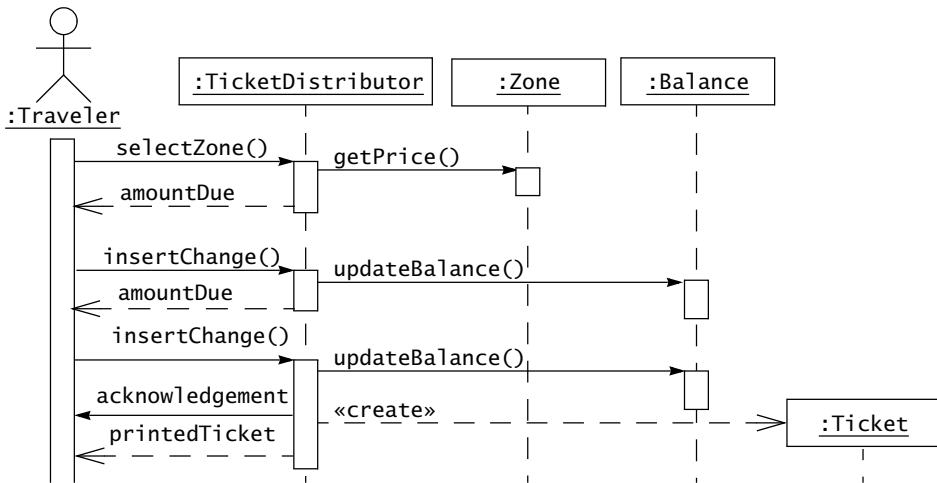 :TicketDistributor
:Zone
:Balance
:Traveler
selectZone()
getPrice()
amountDue
insertChange()
updateBalance()
amountDue
insertChange()
updateBalance()
acknowledgement
«create»
:Ticket
printedTicket